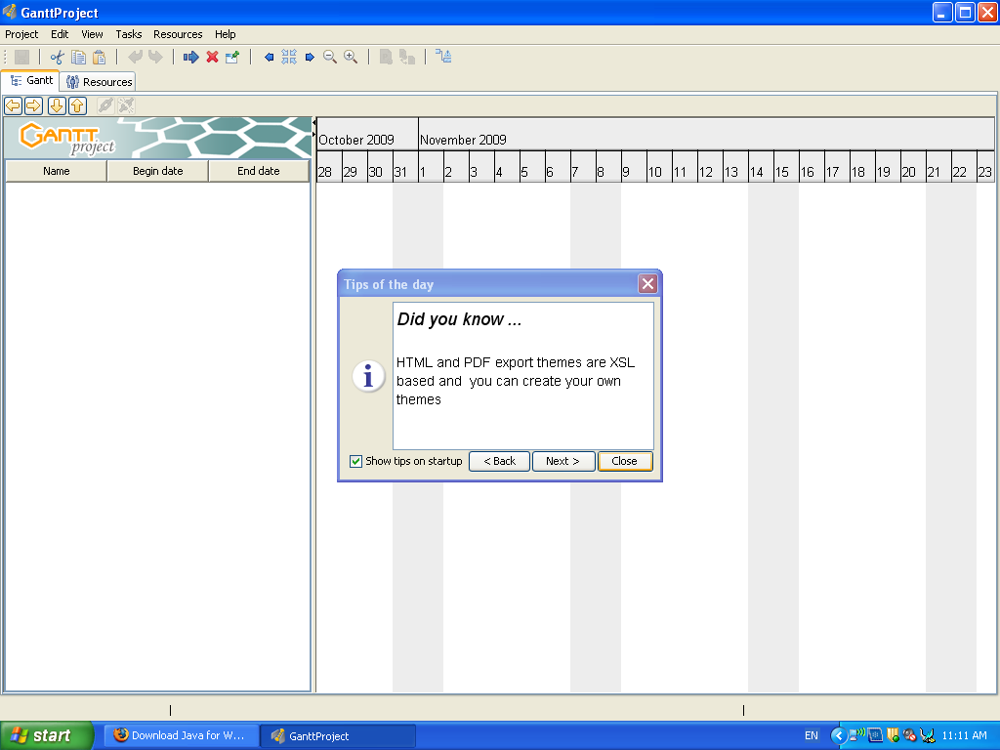 GanttProject
Project Edit View Tasks Resources Help
Gantt Resources
GANTT
project
October 2009 November 2009
Name Begin date End date
28 29 30 31 1 2 3 4 5 6 7 8 9 10 11 12 13 14 15 16 17 18 19 20 21 22 23
Tips of the day
Did you know ...
HTML and PDF export themes are XSL
based and you can create your own
themes
Show tips on startup < Back Next > Close
start Download Java for W... GanttProject EN 11:11 AM